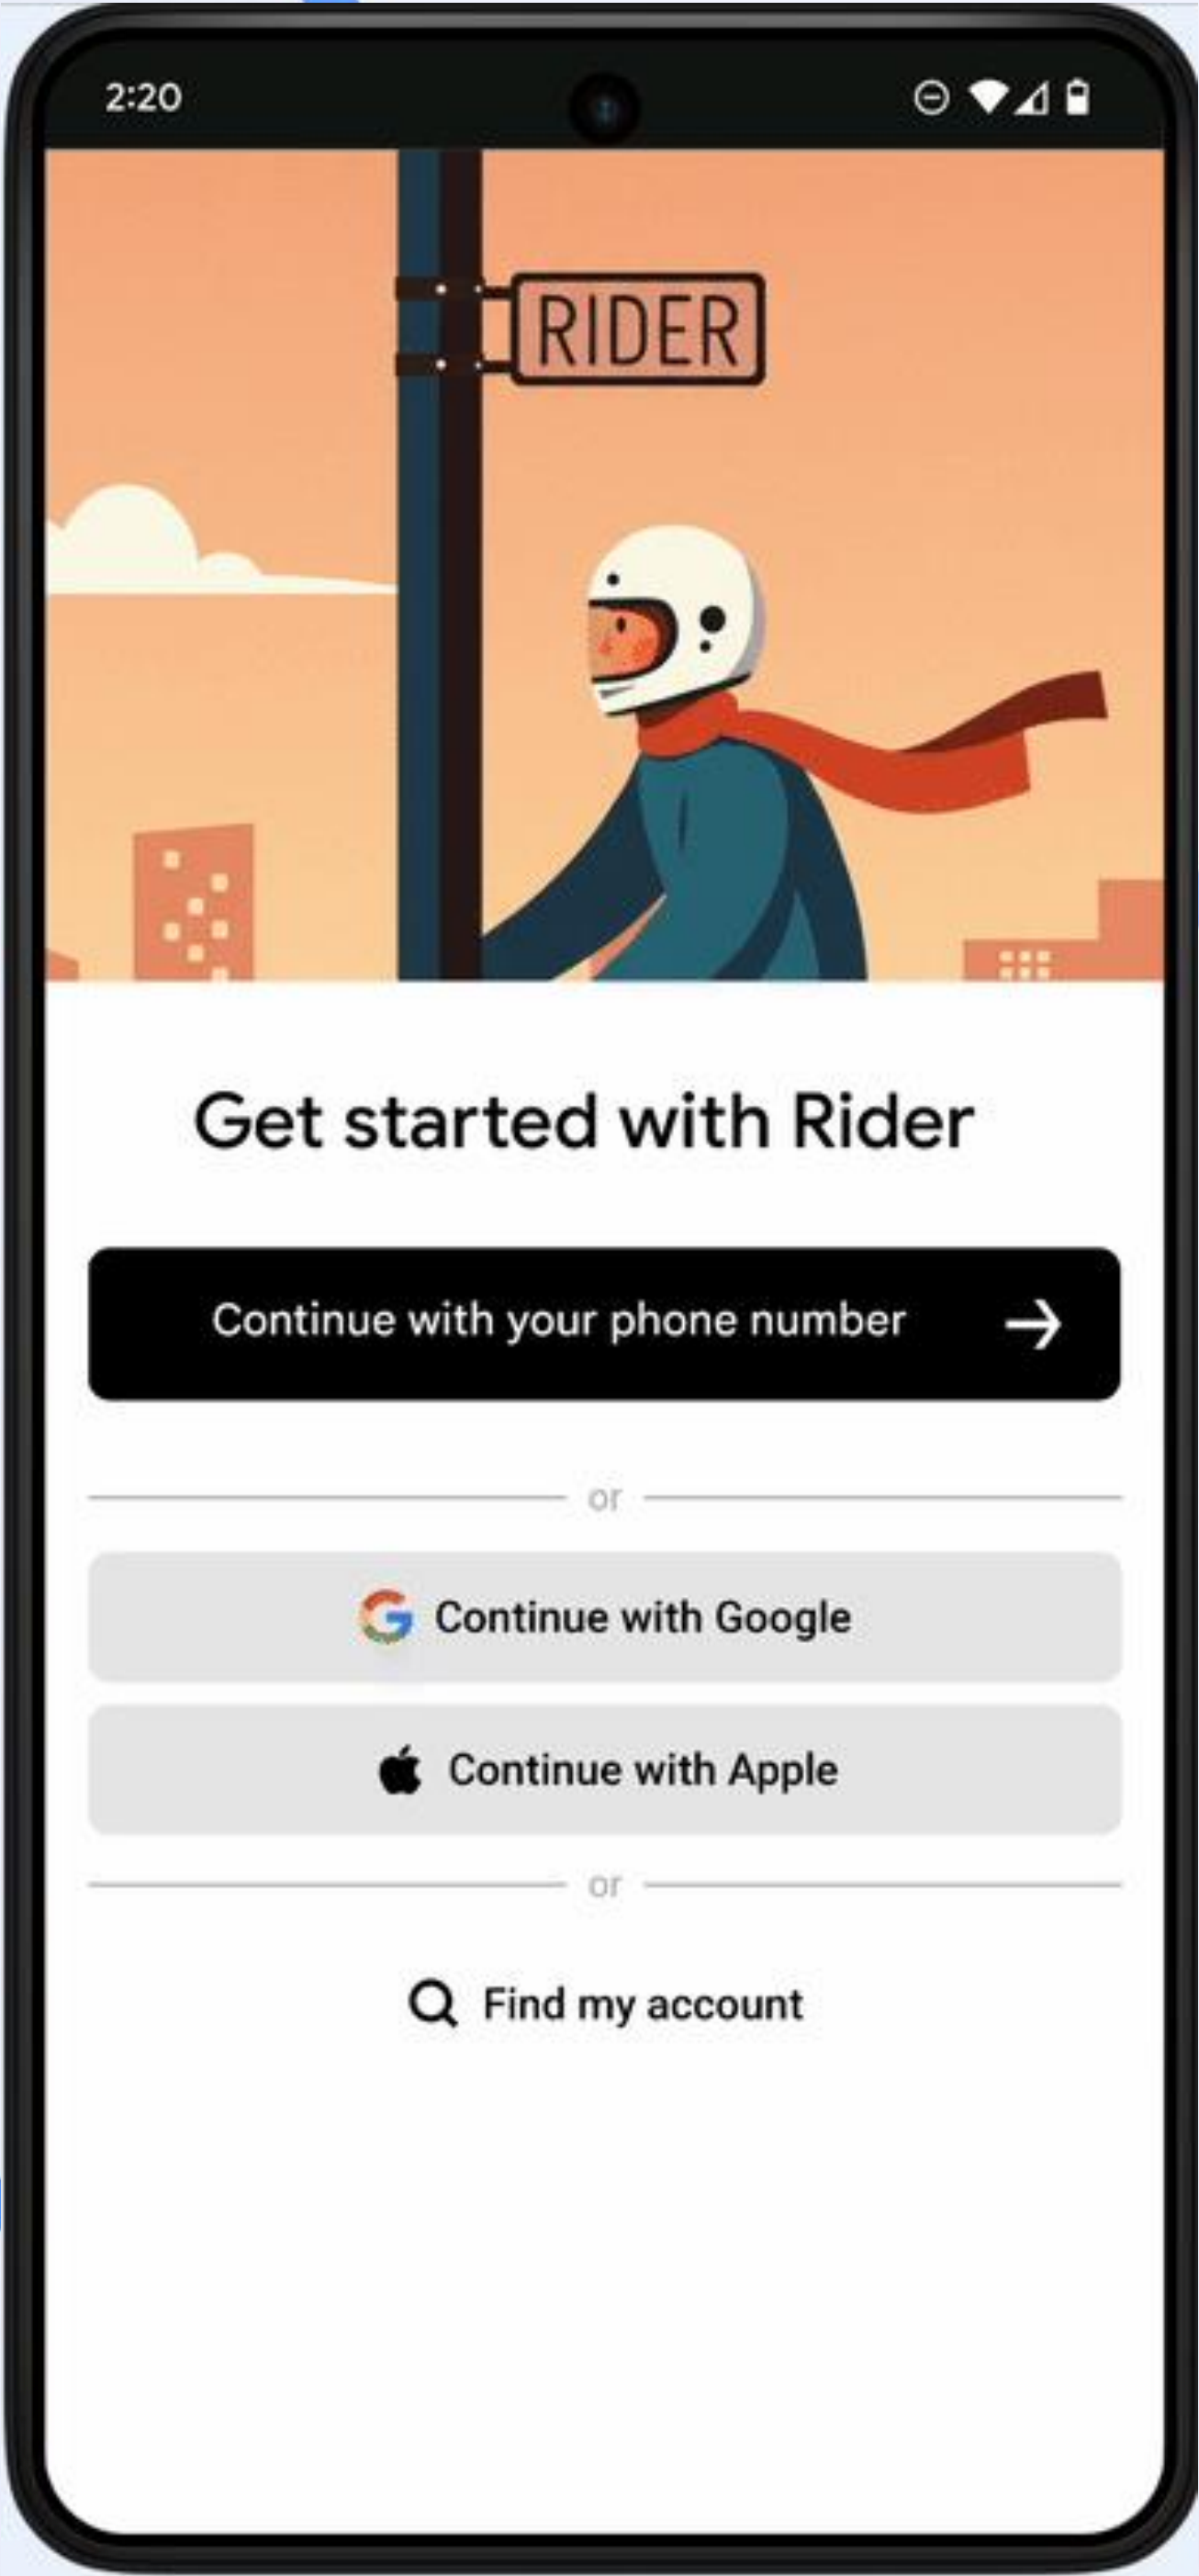 2:20
RIDER
Get started with Rider
Continue with your phone number
or
Continue with Google
Continue with Apple
or
Find my account